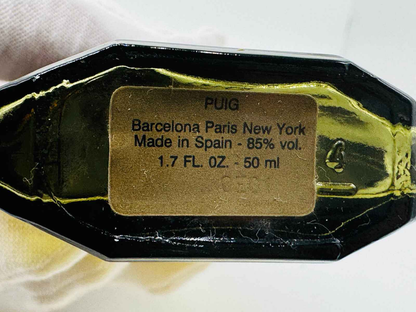 PUIG
Barcelona Paris New York
Made in Spain - 85% vol.
1.7 FL. OZ. - 50 ml